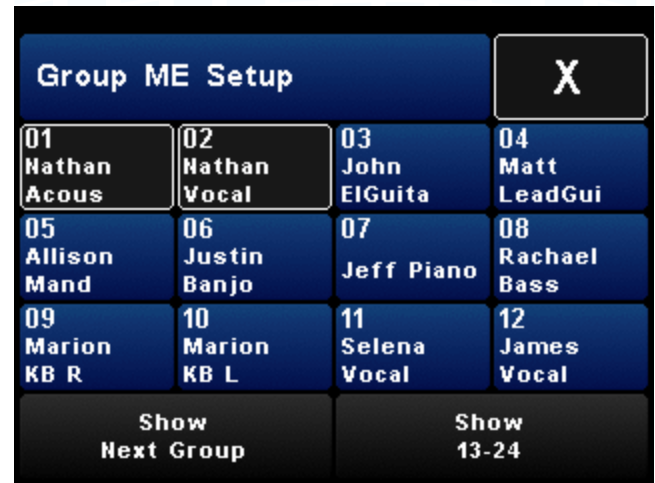 Group ME Setup
X
01
Nathan
Acous
02
Nathan
Vocal
03
John
ElGuita
04
Matt
LeadGui
05
Allison
Mand
06
Justin
Banjo
07
Jeff Piano
08
Rachael
Bass
09
Marion
KB R
10
Marion
KB L
11
Selena
Vocal
12
James
Vocal
Show
Next Group
Show
13-24